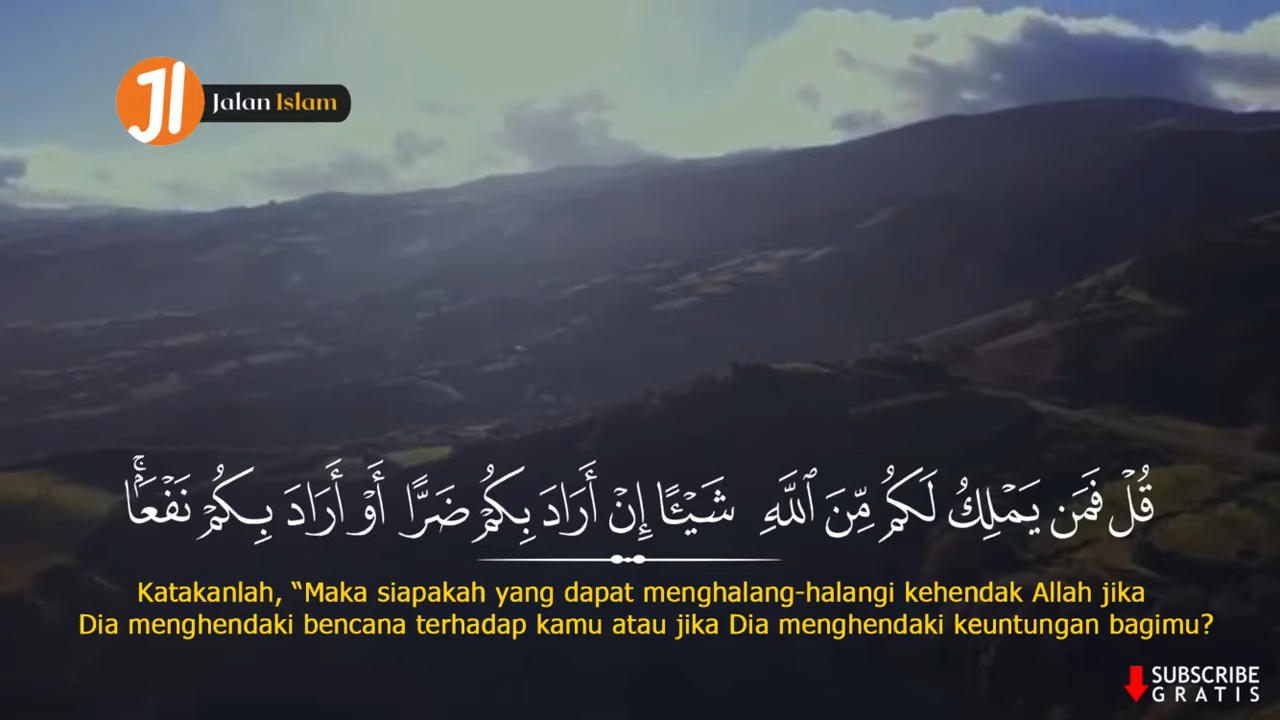 JI Jalan Islam
قُلْ فَمَن يَمْلِكُ لَكُم مِّنَ ٱللَّهِ شَيْـًٔا إِنْ أَرَادَ بِكُمْ ضَرًّا أَوْ أَرَادَ بِكُمْ نَفْعَۢا ۚ
Katakanlah, “Maka siapakah yang dapat menghalang-halangi kehendak Allah jika
Dia menghendaki bencana terhadap kamu atau jika Dia menghendaki keuntungan bagimu?
SUBSCRIBE
GRATIS